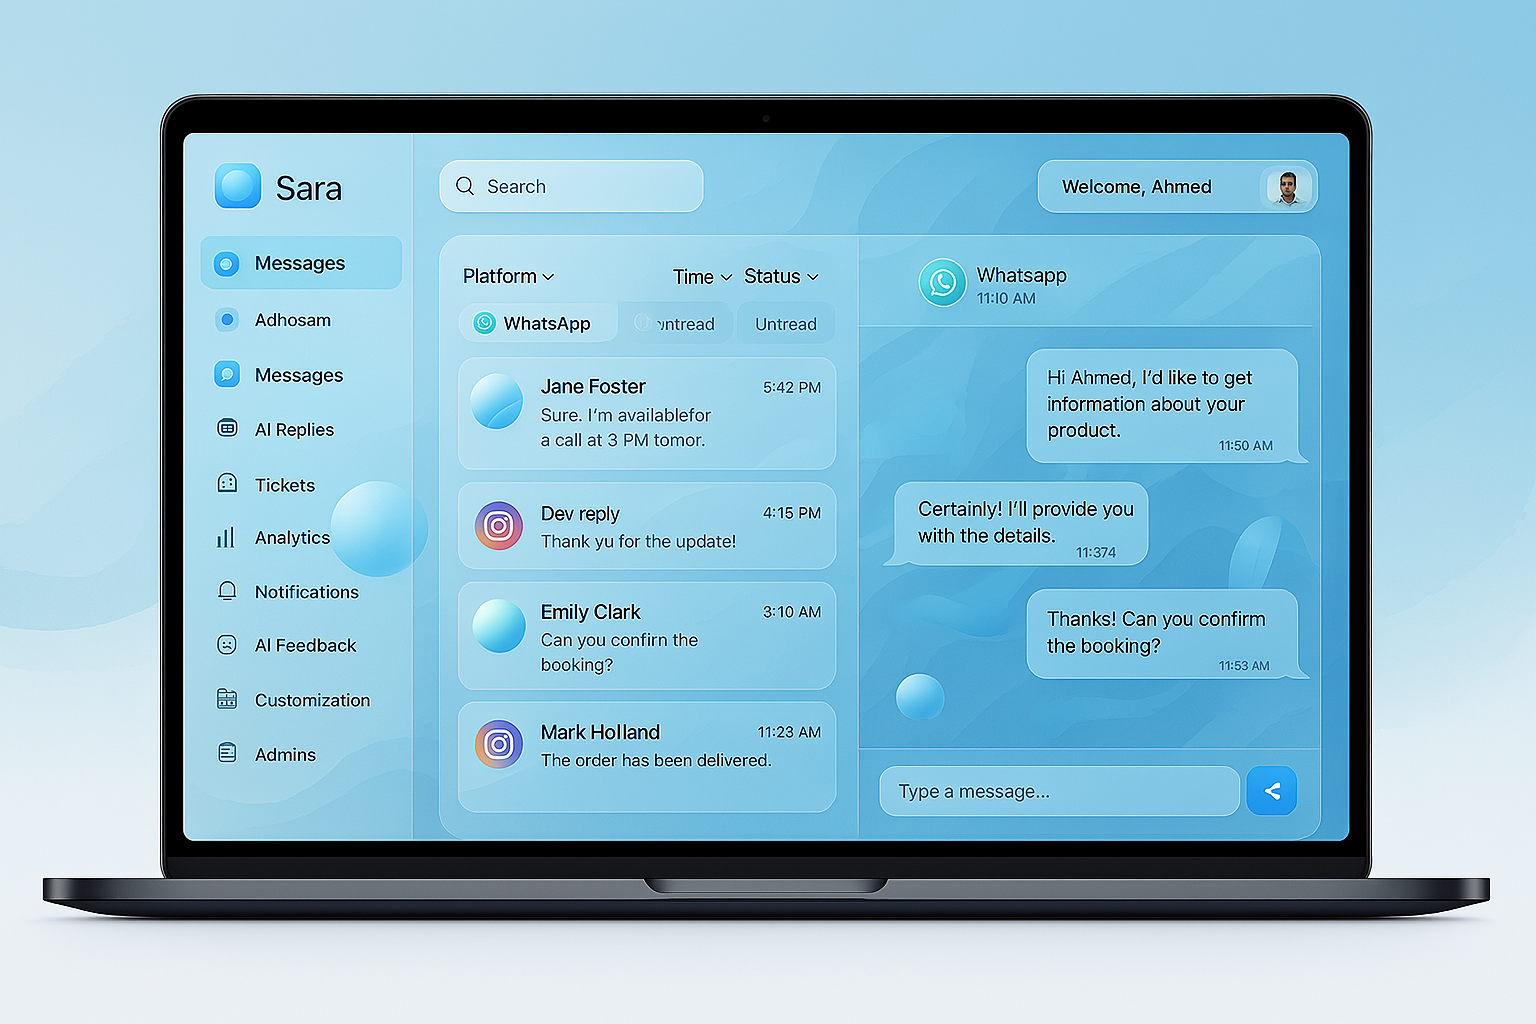 Sara
Messages
Adhosam
Messages
AI Replies
Tickets
Analytics
Notifications
AI Feedback
Customization
Admins
Search
Welcome, Ahmed
Platform
Time
Status
WhatsApp
ntread
Untread
Jane Foster
5:42 PM
Sure. I'm availablefor
a call at 3 PM tomor.
Dev reply
4:15 PM
Thank yu for the update!
Emily Clark
3:10 AM
Can you confirn the
booking?
Mark Holland
11:23 AM
The order has been delivered.
Whatsapp
11:I0 AM
Hi Ahmed, I'd like to get
information about your
product.
11:50 AM
Certainly! I'll provide you
with the details.
11:374
Thanks! Can you confirm
the booking?
11:53 AM
Type a message...